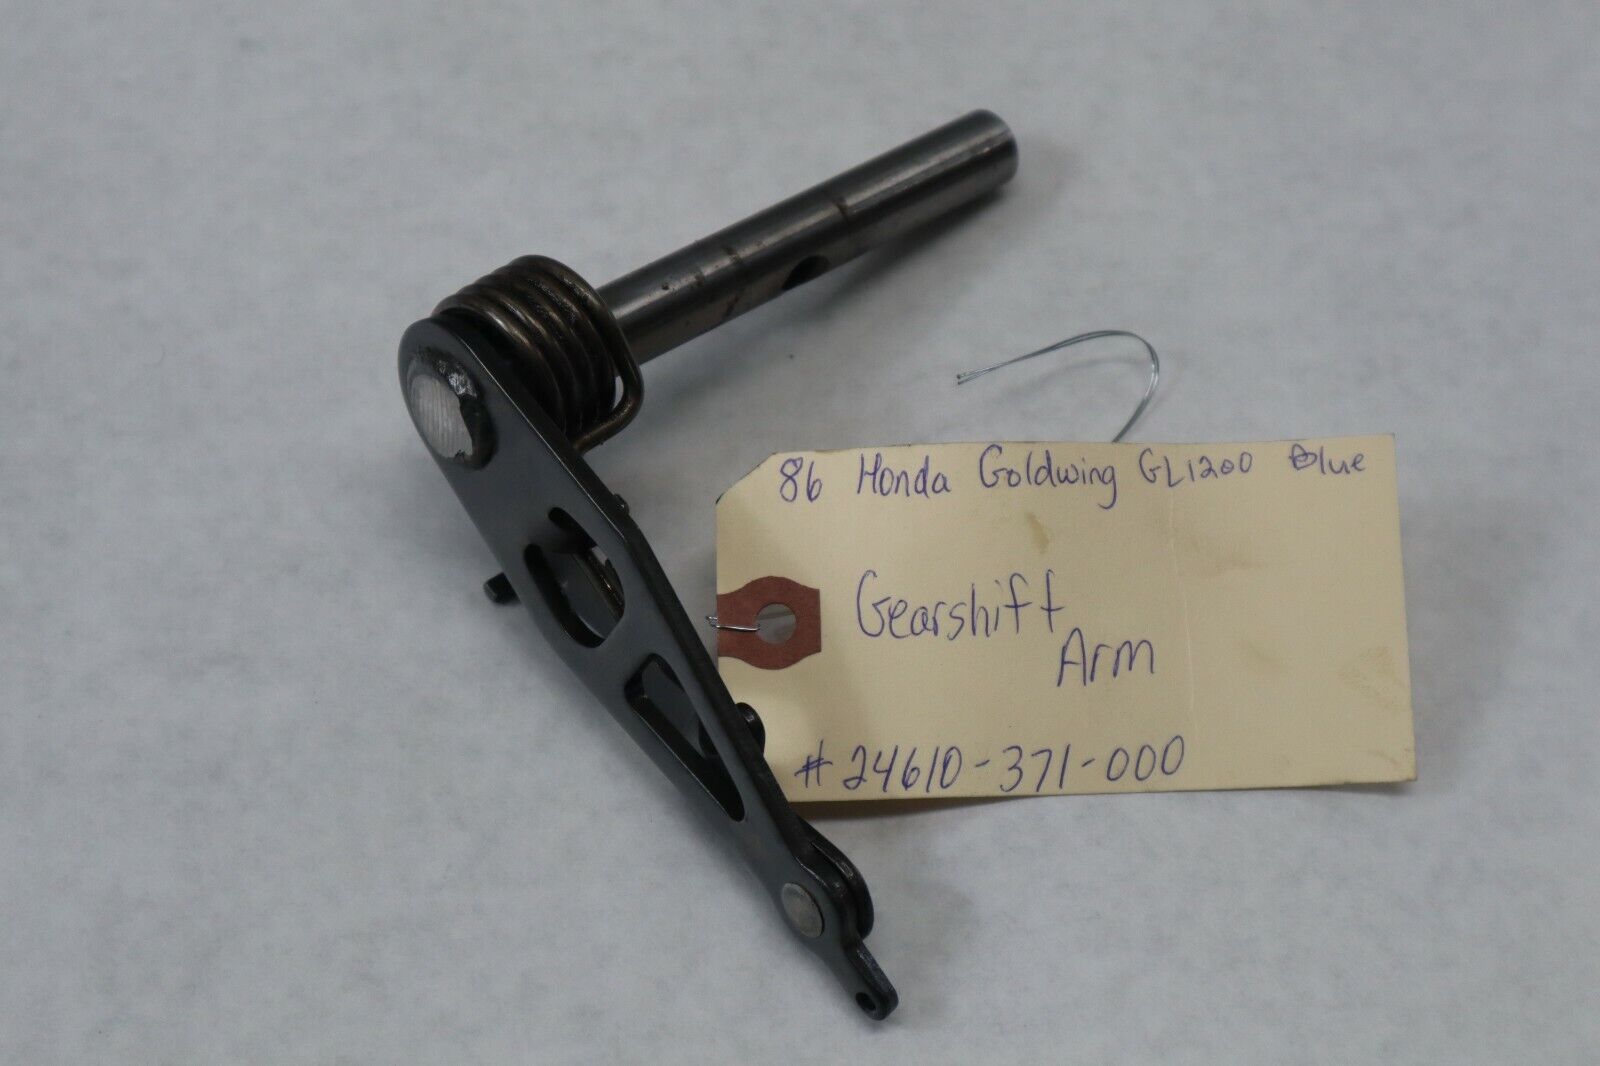 86 Honda Goldwing GL1200 Blue
Gearshift
Arm
# 24610-371-000